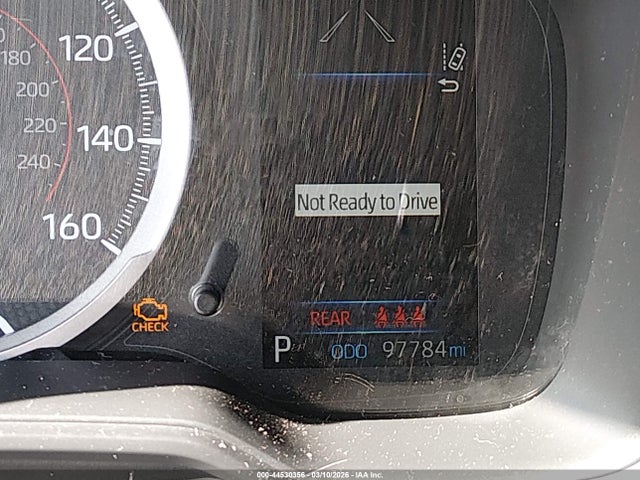 120
180
200
220
140
240
160
Not Ready to Drive
CHECK
REAR
P ODO 97784 mi
000-44530356 | 03/10/2026 | © IAA Inc.